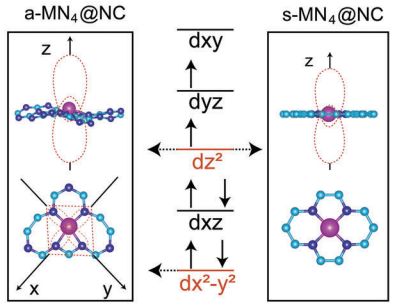 a-MN₄@NC
s-MN₄@NC
z
z
dxy
dyz
dz²
dxz
dx²-y²
x
y